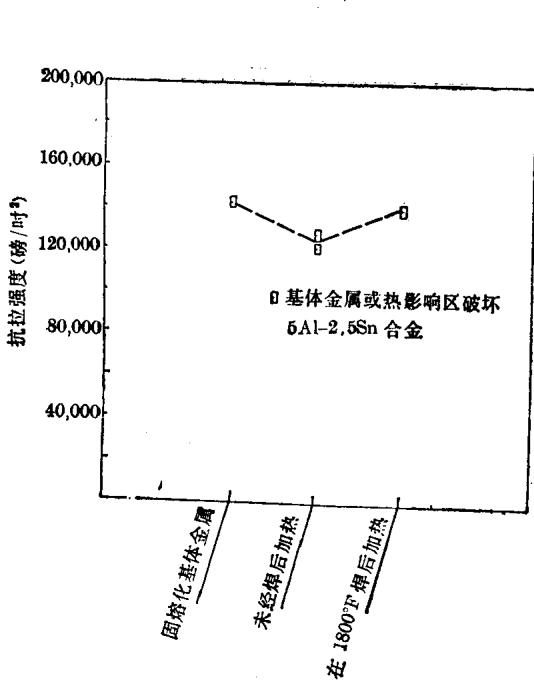 200,000
160,000
120,000
80,000
40,000
抗拉强度(磅/吋²)
基体金属或热影响区破坏
5Al-2.5Sn 合金
固熔化基体金属
未经焊后加热
在 1800°F 焊后加热